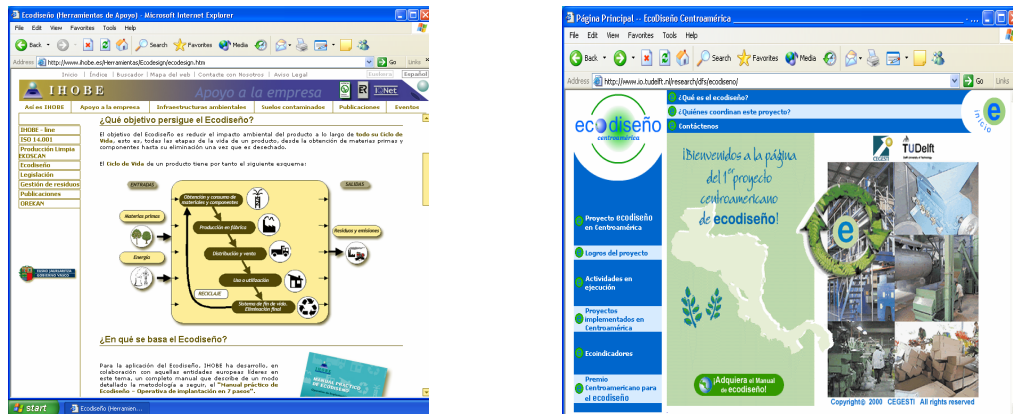 Ecodiseño (Herramientas de Apoyo) - Microsoft Internet Explorer
File Edit View Favorites Tools Help
Back Search Favorites Media
Address http://www.ihobe.es/Herramientas/Ecodesign/ecodesign.htm Go Links
Inicio | Índice | Buscador | Mapa del web | Contacte con Nosotros | Aviso Legal Euskera Español
IHOBE Apoyo a la empresa
Así es IHOBE Apoyo a la empresa Infraestructuras ambientales Suelos contaminados Publicaciones Eventos
IHOBE - line
ISO 14.001
Producción Limpia
EKOSCAN
Ecodiseño
Legislación
Gestión de residuos
Publicaciones
OREKAN
¿Qué objetivo persigue el Ecodiseño?
El objetivo del Ecodiseño es reducir el impacto ambiental del producto a lo largo de todo su Ciclo de
Vida, esto es, todas las etapas de la vida de un producto, desde la obtención de materias primas y
componentes hasta su eliminación una vez que es desechado.
El Ciclo de Vida de un producto tiene por tanto el siguiente esquema:
ENTRADAS
SALIDAS
Obtención y consumo de
materiales y componentes
Materias primas
Producción en fábrica
Residuos y emisiones
Distribución y venta
Energía
Uso o utilización
RECICLAJE
Sistema de fin de vida.
Eliminación final
¿En qué se basa el Ecodiseño?
Para la aplicación del Ecodiseño, IHOBE ha desarrollo, en
colaboración con aquellas entidades europeas líderes en
este tema, un completo manual que describe de un modo
detallado la metodología a seguir, el "Manual práctico de
Ecodiseño - Operativa de implantación en 7 pasos".
MANUAL PRÁCTICO
DE ECODISEÑO
start Ecodiseño (Herramien...
Página Principal -- EcoDiseño Centroamérica
File Edit View Favorites Tools Help
Back Search Favorites Media
Address http://www.io.tudelft.nl/research/dfs/ecodiseno/ Go Links
ecodiseño
centroamérica
¿Qué es el ecodiseño?
¿Quiénes coordinan este proyecto?
Contáctenos
e
inicio
¡Bienvenidos a la página
del 1er proyecto
centroamericano
de ecodiseño!
CEGESTI
TUDelft
e
Proyecto ecodiseño
en Centroamérica
Logros del proyecto
Actividades en
ejecución
Proyectos
implementados en
Centroamérica
Ecoindicadores
Premio
Centroamericano para
el ecodiseño
¡Adquiera el Manual
de ecodiseño!
Copyright© 2000 CEGESTI All rights reserved